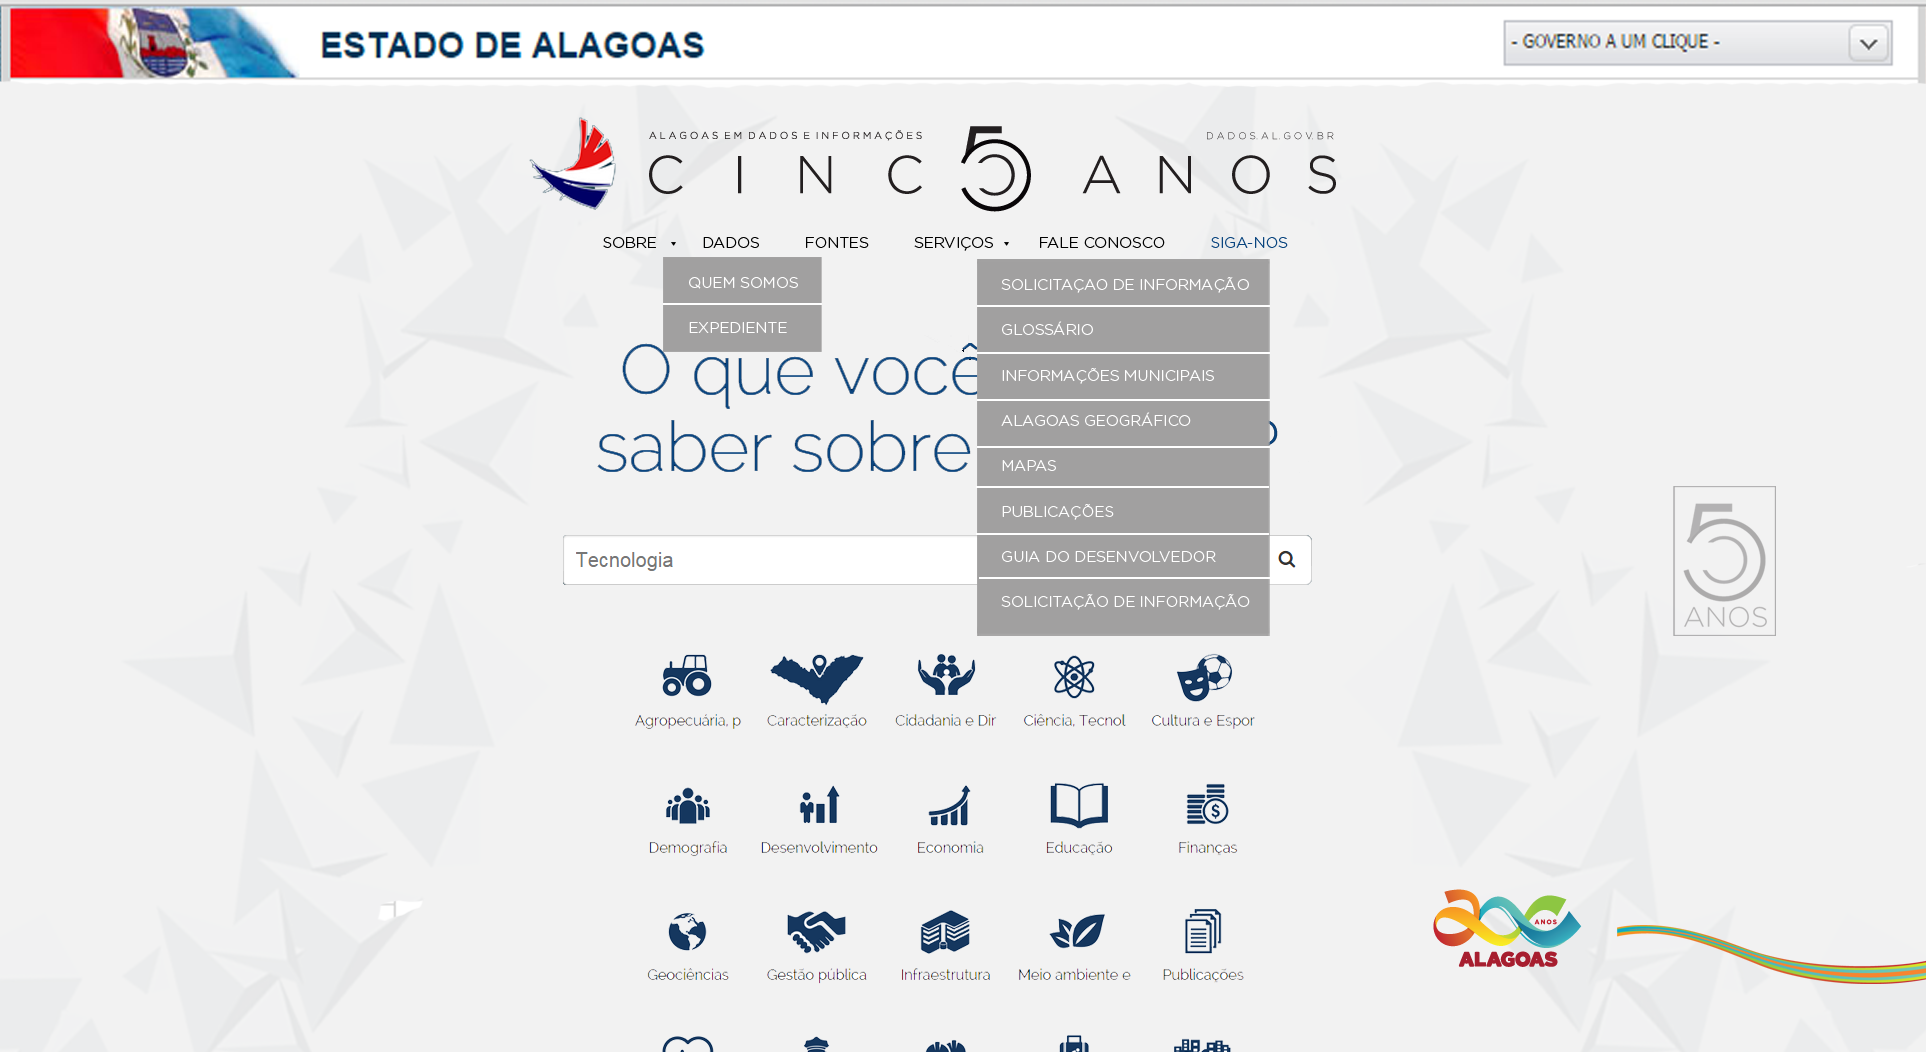 ESTADO DE ALAGOAS
- GOVERNO A UM CLIQUE -
ALAGOAS EM DADOS E INFORMAÇÕES
DADOS.AL.GOV.BR
CINC5 ANOS
SOBRE DADOS FONTES SERVIÇOS FALE CONOSCO SIGA-NOS
QUEM SOMOS
EXPEDIENTE
SOLICITAÇAO DE INFORMAÇÃO
GLOSSÁRIO
INFORMAÇÕES MUNICIPAIS
ALAGOAS GEOGRÁFICO
MAPAS
PUBLICAÇÕES
GUIA DO DESENVOLVEDOR
SOLICITAÇÃO DE INFORMAÇÃO
O que você
saber sobre
Tecnologia
5
ANOS
Agropecuária, p Caracterização Cidadania e Dir Ciência, Tecnol Cultura e Espor
Demografia Desenvolvimento Economia Educação Finanças
Geociências Gestão pública Infraestrutura Meio ambiente e Publicações
200
ANOS
ALAGOAS